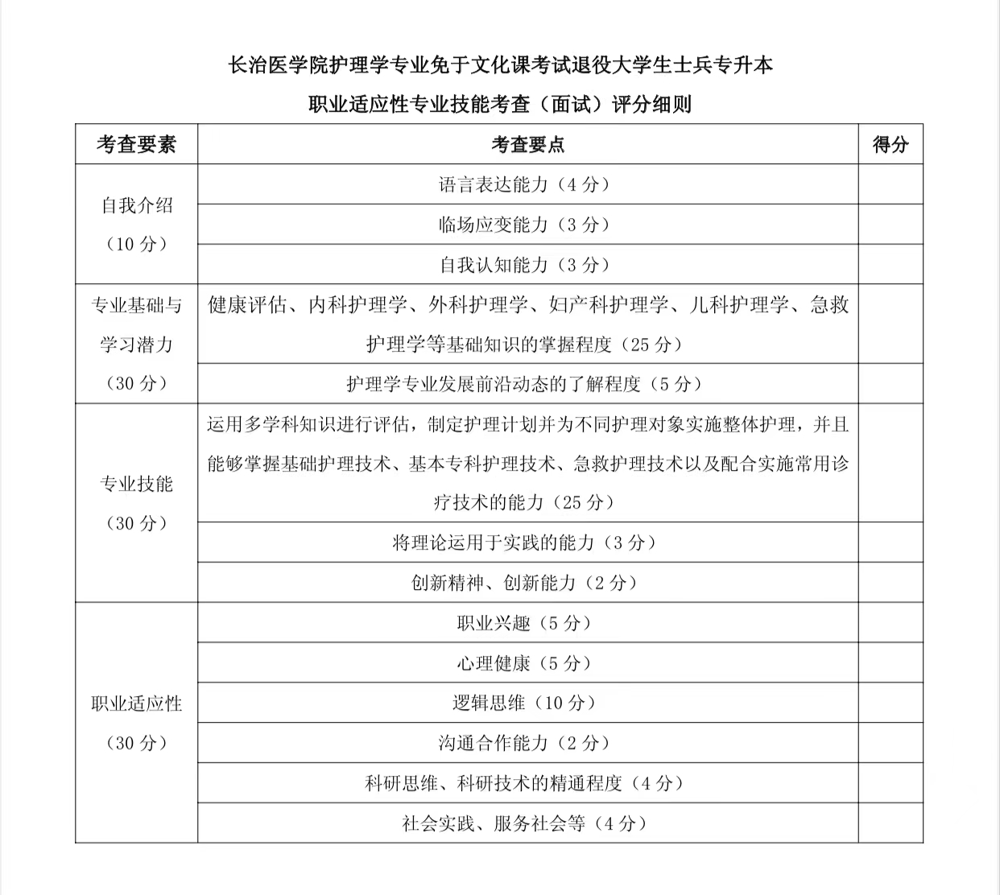 长治医学院护理学专业免于文化课考试退役大学生士兵专升本
职业适应性专业技能考查（面试）评分细则
考查要素 考查要点 得分
自我介绍
（10 分）
语言表达能力（4 分）
临场应变能力（3 分）
自我认知能力（3 分）
专业基础与
学习潜力
（30 分）
健康评估、内科护理学、外科护理学、妇产科护理学、儿科护理学、急救
护理学等基础知识的掌握程度（25 分）
护理学专业发展前沿动态的了解程度（5 分）
专业技能
（30 分）
运用多学科知识进行评估，制定护理计划并为不同护理对象实施整体护理，并且
能够掌握基础护理技术、基本专科护理技术、急救护理技术以及配合实施常用诊
疗技术的能力（25 分）
将理论运用于实践的能力（3 分）
创新精神、创新能力（2 分）
职业适应性
（30 分）
职业兴趣（5 分）
心理健康（5 分）
逻辑思维（10 分）
沟通合作能力（2 分）
科研思维、科研技术的精通程度（4 分）
社会实践、服务社会等（4 分）